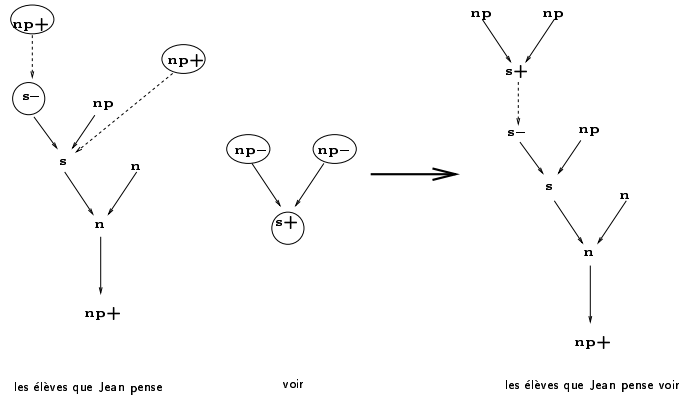 np+
np+
s–
np
s
n
n
np+
np–
np–
s+
np
np
s+
s–
np
s
n
n
np+
les élèves que Jean pense
voir
les élèves que Jean pense voir